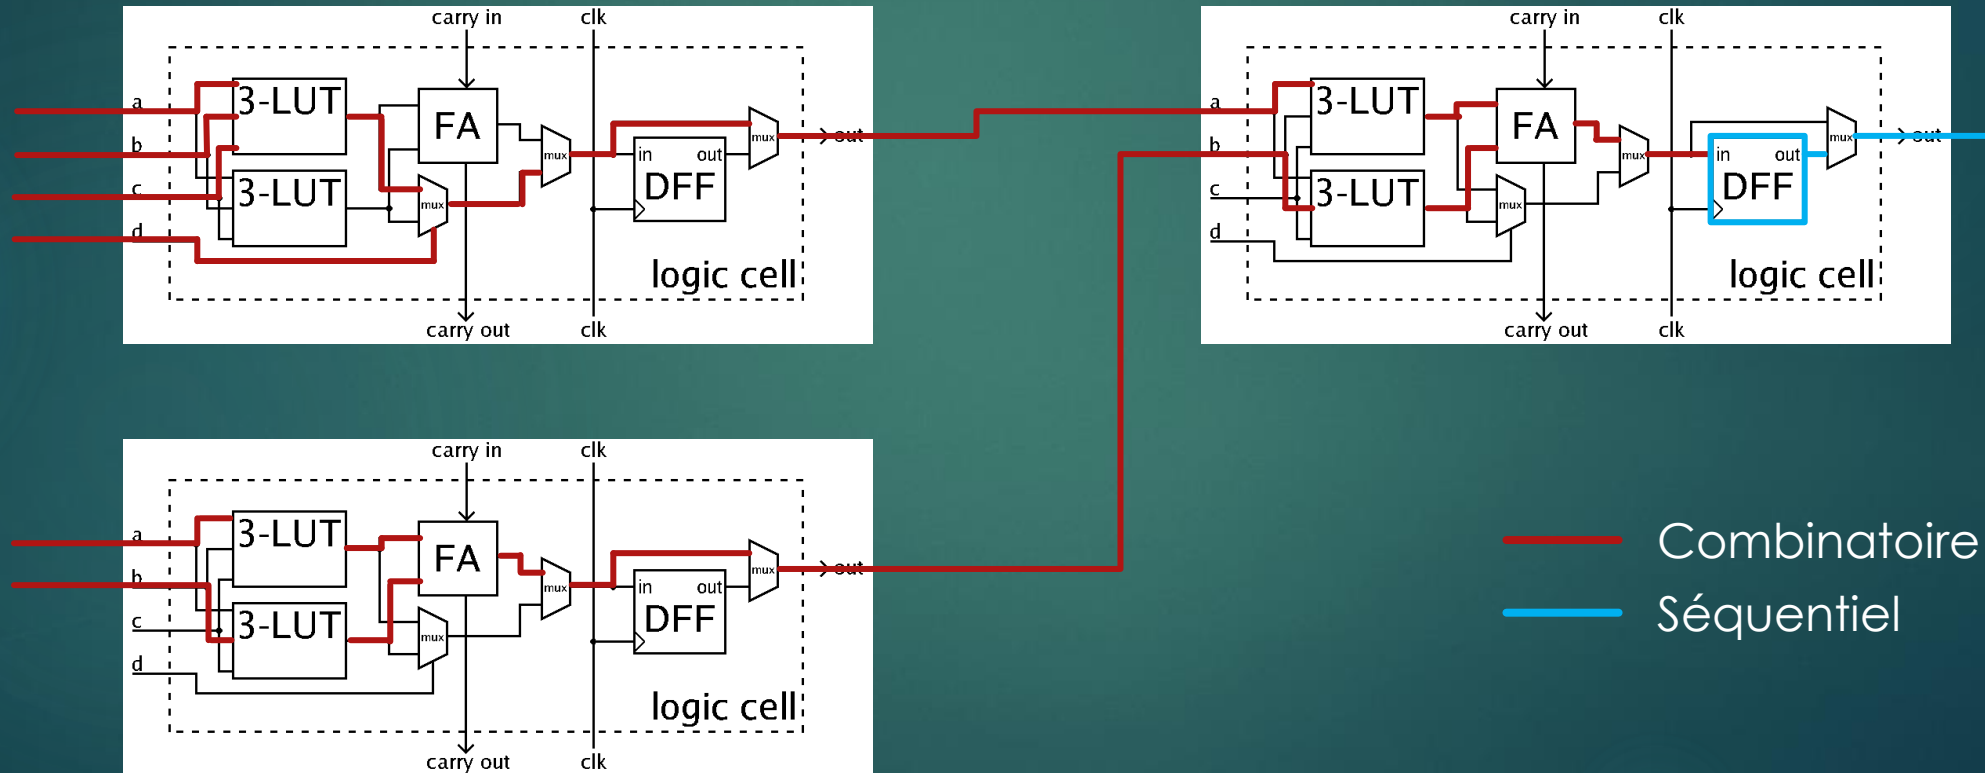 carry in
clk
a
3-LUT
b
c
3-LUT
d
FA
mux
mux
in
out
DFF
mux
out
logic cell
carry out
clk
carry in
clk
a
3-LUT
b
c
3-LUT
d
FA
mux
mux
in
out
DFF
mux
out
logic cell
carry out
clk
carry in
clk
a
3-LUT
b
c
3-LUT
d
FA
mux
mux
in
out
DFF
mux
out
logic cell
carry out
clk
Combinatoire
Séquentiel